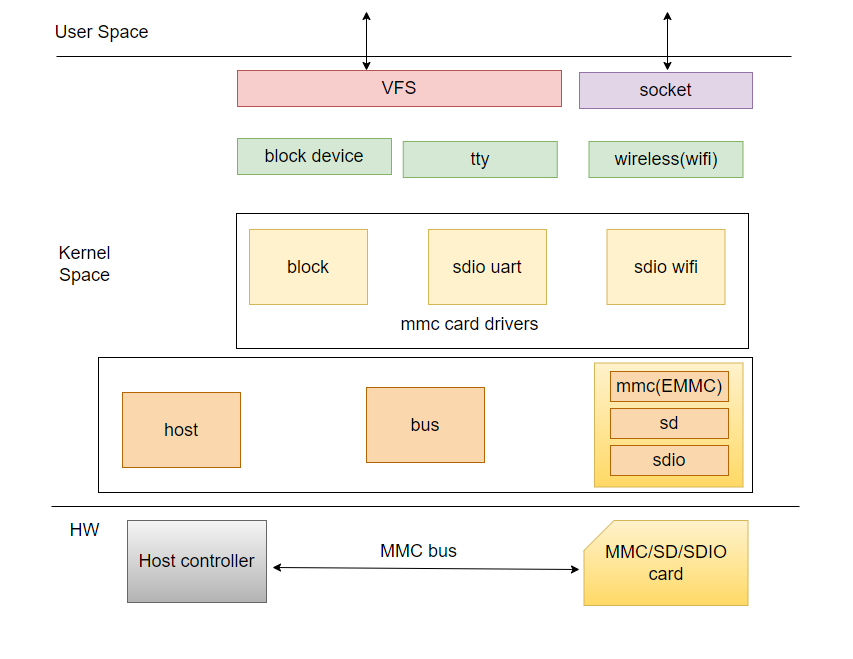 User Space
VFS
socket
block device
tty
wireless(wifi)
Kernel
Space
block
sdio uart
sdio wifi
mmc card drivers
host
bus
mmc(EMMC)
sd
sdio
HW
Host controller
MMC bus
MMC/SD/SDIO
card